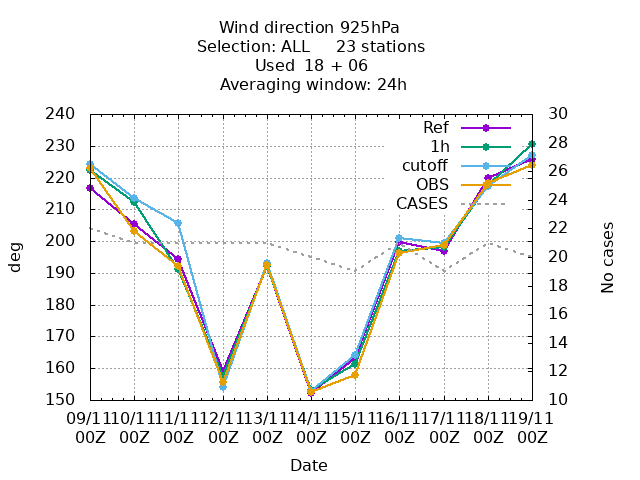 Wind direction 925hPa
Selection: ALL 23 stations
Used 18 + 06
Averaging window: 24h
240 30
230 28
220 26
210 24
200 22
190 20
180 18
170 16
160 14
150 12
10
deg
No cases
Ref
1h
cutoff
OBS
CASES
09/11 10/11 11/11 12/11 13/11 14/11 15/11 16/11 17/11 18/11 19/11
00Z 00Z 00Z 00Z 00Z 00Z 00Z 00Z 00Z 00Z 00Z
Date